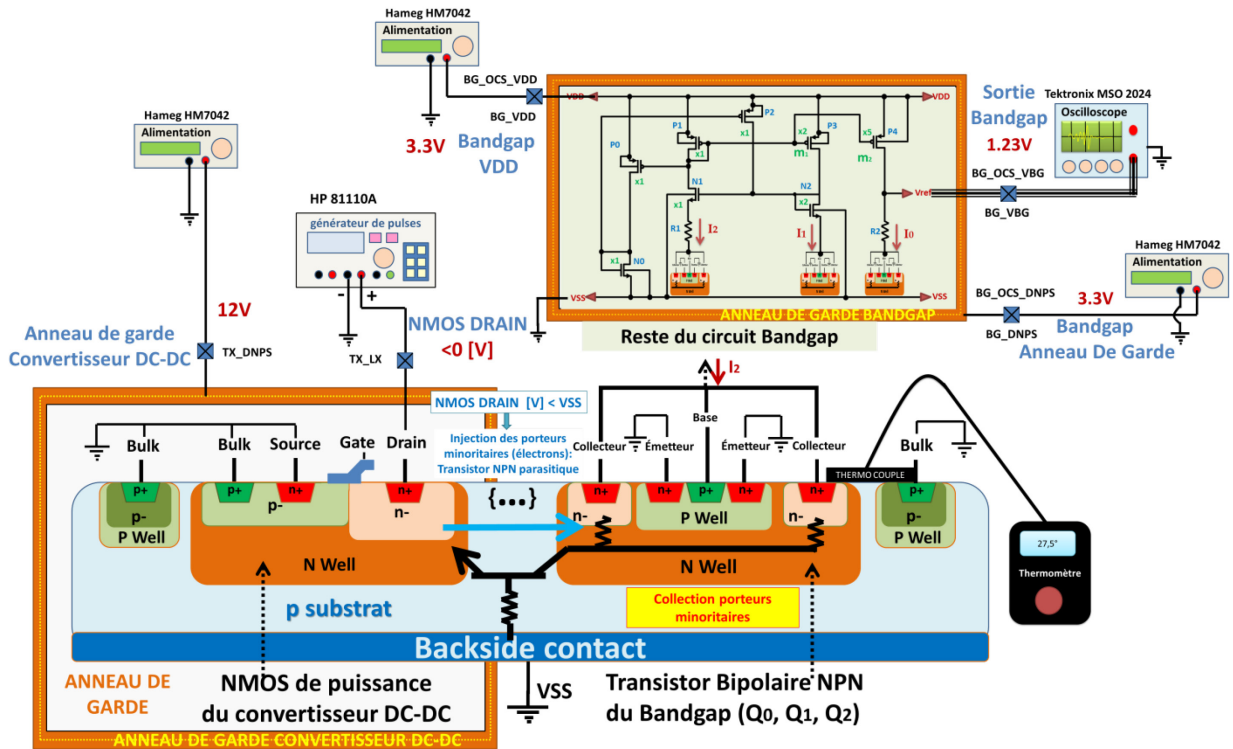 Hameg HM7042
Alimentation
Hameg HM7042
Alimentation
BG_OCS_VDD
BG_VDD
3.3V
Bandgap
VDD
HP 81110A
générateur de pulses
-
+
12V
Anneau de garde
Convertisseur DC-DC
TX_DNPS
NMOS DRAIN
<0 [V]
TX_LX
VDD
VDD
P2
P1
x1
x1
P0
x1
x2
P3
m1
x5
P4
m2
N1
x1
N2
x2
Vref
R1
I2
I1
R2
I0
x1
N0
VSS
VSS
ANNEAU DE GARDE BANDGAP
Reste du circuit Bandgap
Sortie
Bandgap
1.23V
Tektronix MSO 2024
Oscilloscope
BG_OCS_VBG
BG_VBG
Hameg HM7042
Alimentation
BG_OCS_DNPS
BG_DNPS
3.3V
Bandgap
Anneau De Garde
NMOS DRAIN [V] < VSS
Injection des porteurs
minoritaires (électrons):
Transistor NPN parasitique
I2
Base
Bulk
Bulk
Source
Gate
Drain
Collecteur
Émetteur
Émetteur
Collecteur
Bulk
THERMO COUPLE
p+
p-
P Well
p+
n+
p-
n+
n-
N Well
{...}
n+
n-
n+
p+
n+
P Well
n+
n-
N Well
p+
p-
P Well
27,5°
Thermomètre
p substrat
Collection porteurs
minoritaires
Backside contact
ANNEAU DE
GARDE
NMOS de puissance
du convertisseur DC-DC
VSS
Transistor Bipolaire NPN
du Bandgap (Q0, Q1, Q2)
ANNEAU DE GARDE CONVERTISSEUR DC-DC